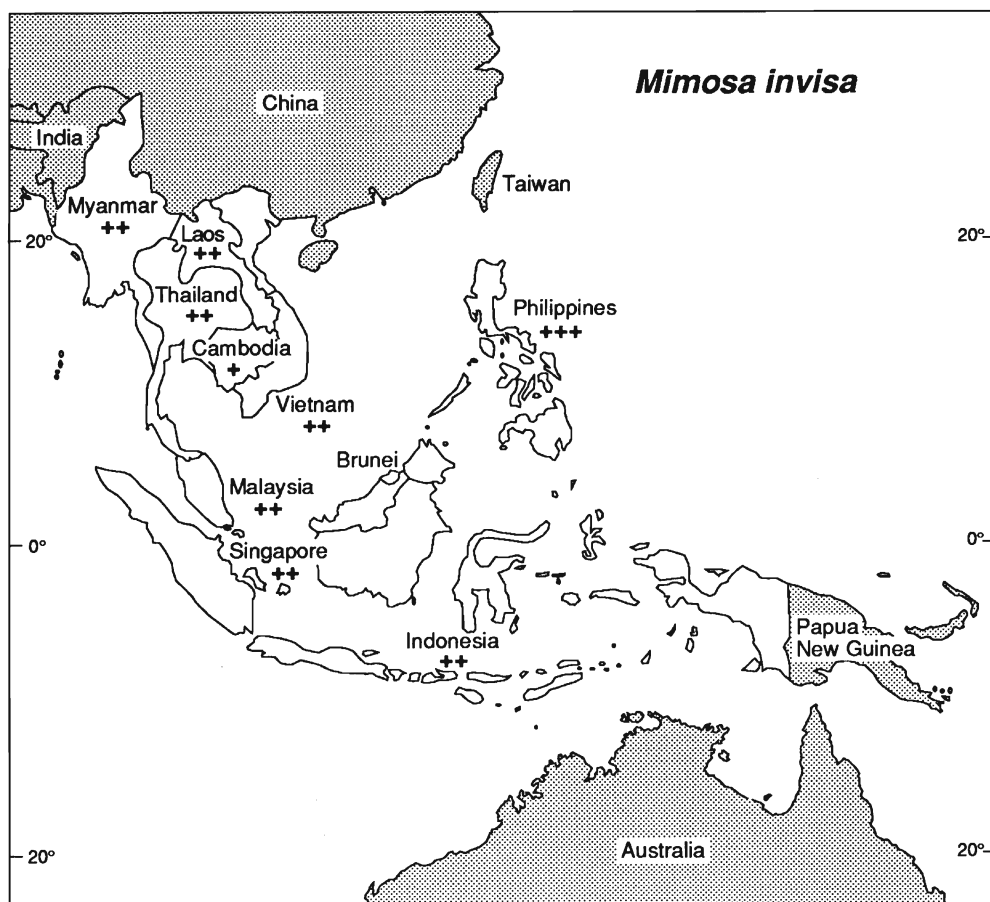 Mimosa invisa
China
India
Taiwan
Myanmar
++
20°
20°
Laos
++
Thailand
++
Philippines
+++
Cambodia
+
Vietnam
++
Brunei
Malaysia
++
0°
0°
Singapore
++
Indonesia
++
Papua
New Guinea
20°
20°
Australia